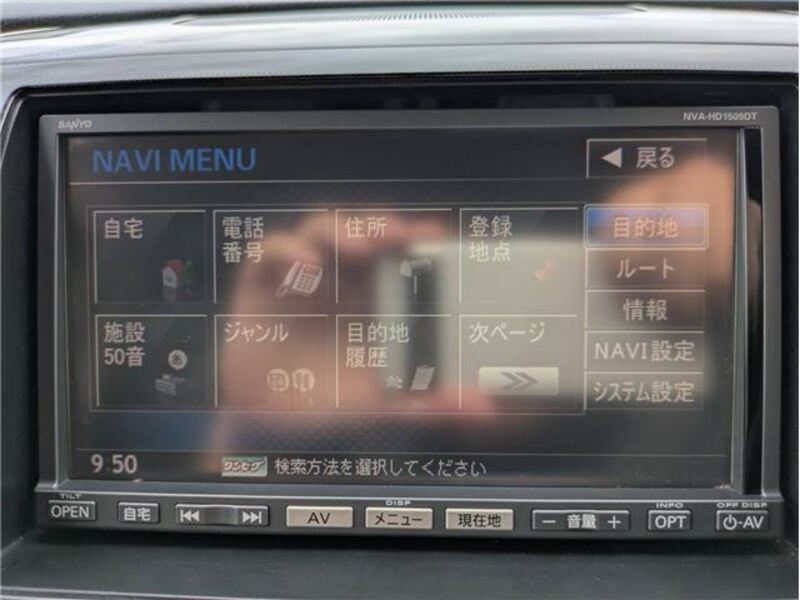 SANYO
NVA-HD1509DT
NAVI MENU
戻る
自宅
電話
番号
住所
登録
地点
目的地
ルート
施設
50音
あ
ジャンル
目的地
履歴
次ページ
情報
NAVI設定
システム設定
9:50
ワンセグ 検索方法を選択してください
TILT
OPEN
自宅
AV
DISP
メニュー
現在地
− 音量 +
INFO
OPT
OFF DISP
-AV